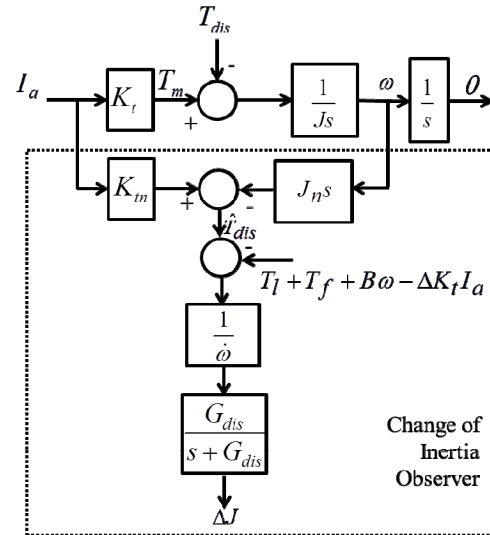 T_dis
-
I_a
K_t
T_m
+
1/Js
ω
1/s
θ
K_tn
+
-
J_n s
T̂_dis
-
T_l + T_f + Bω − ΔK_t I_a
1/ω̇
G_dis/(s + G_dis)
ΔJ
Change of
Inertia
Observer